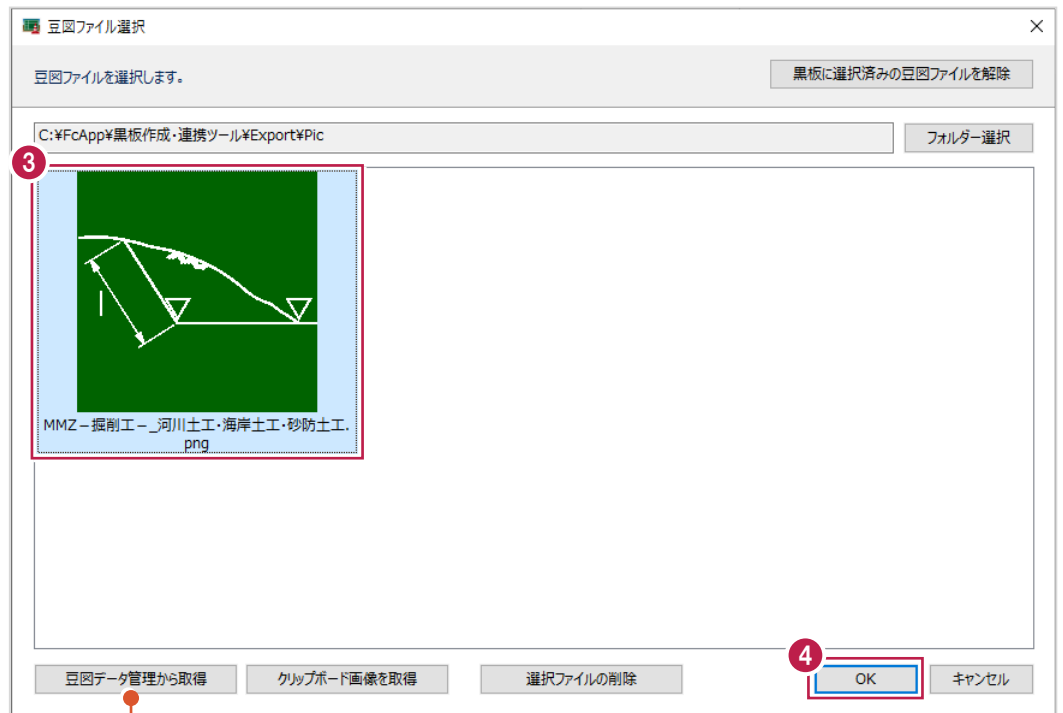 豆図ファイル選択
豆図ファイルを選択します。
黒板に選択済みの豆図ファイルを解除
C:¥FcApp¥黒板作成・連携ツール¥Export¥Pic
フォルダー選択
3
l
MMZ－掘削工－_河川土工・海岸土工・砂防土工.
png
4
豆図データ管理から取得
クリップボード画像を取得
選択ファイルの削除
OK
キャンセル